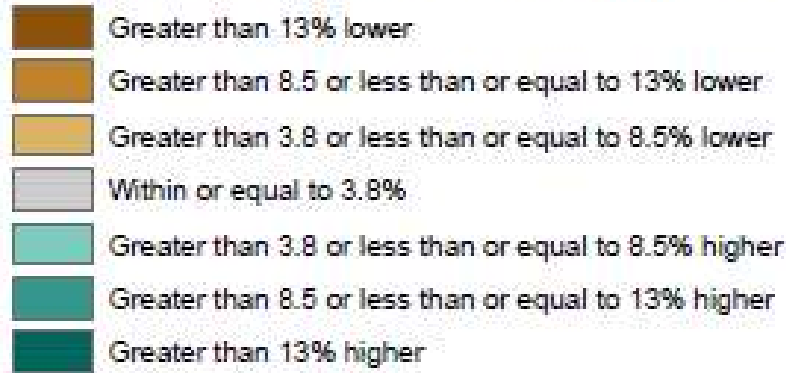 Greater than 13% lower
Greater than 8.5 or less than or equal to 13% lower
Greater than 3.8 or less than or equal to 8.5% lower
Within or equal to 3.8%
Greater than 3.8 or less than or equal to 8.5% higher
Greater than 8.5 or less than or equal to 13% higher
Greater than 13% higher